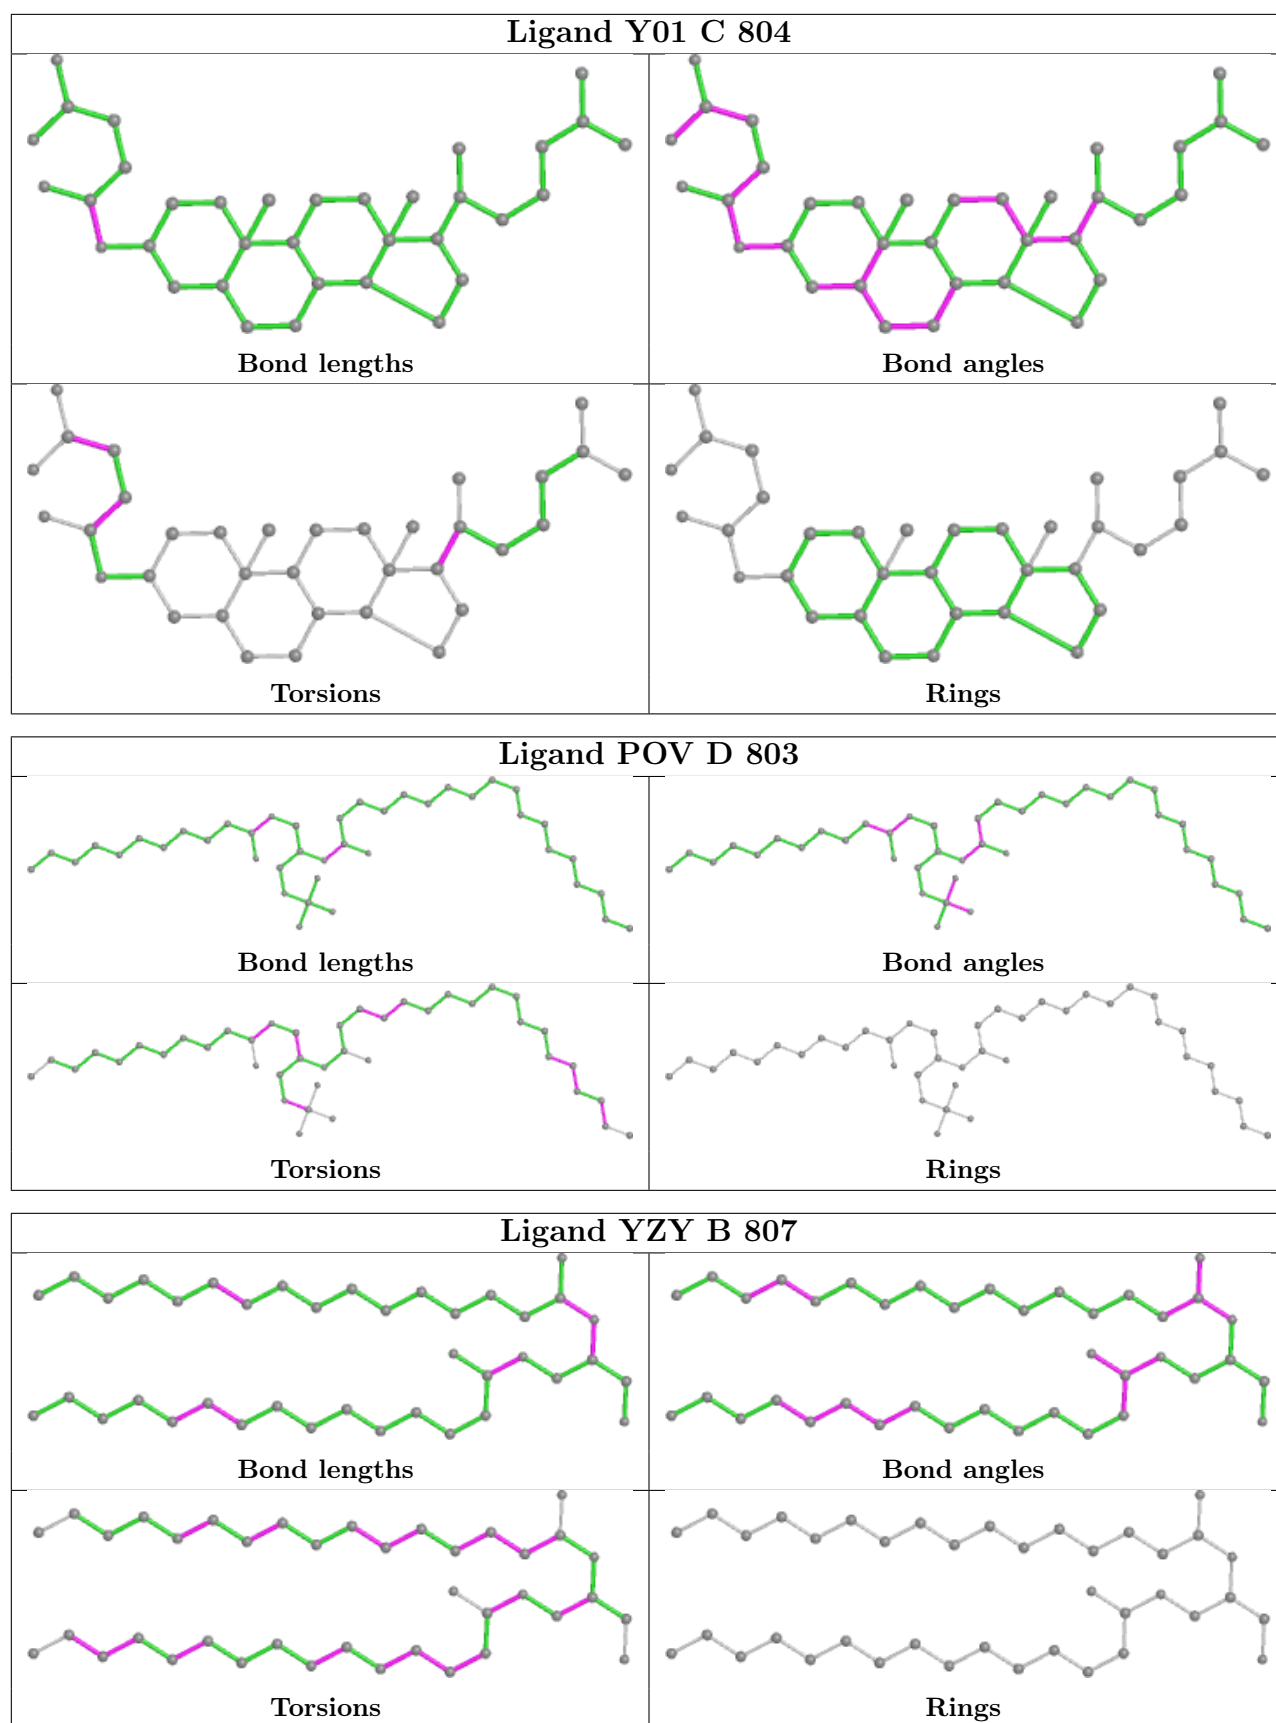 Ligand Y01 C 804
Bond lengths
Bond angles
Torsions
Rings
Ligand POV D 803
Bond lengths
Bond angles
Torsions
Rings
Ligand YZY B 807
Bond lengths
Bond angles
Torsions
Rings